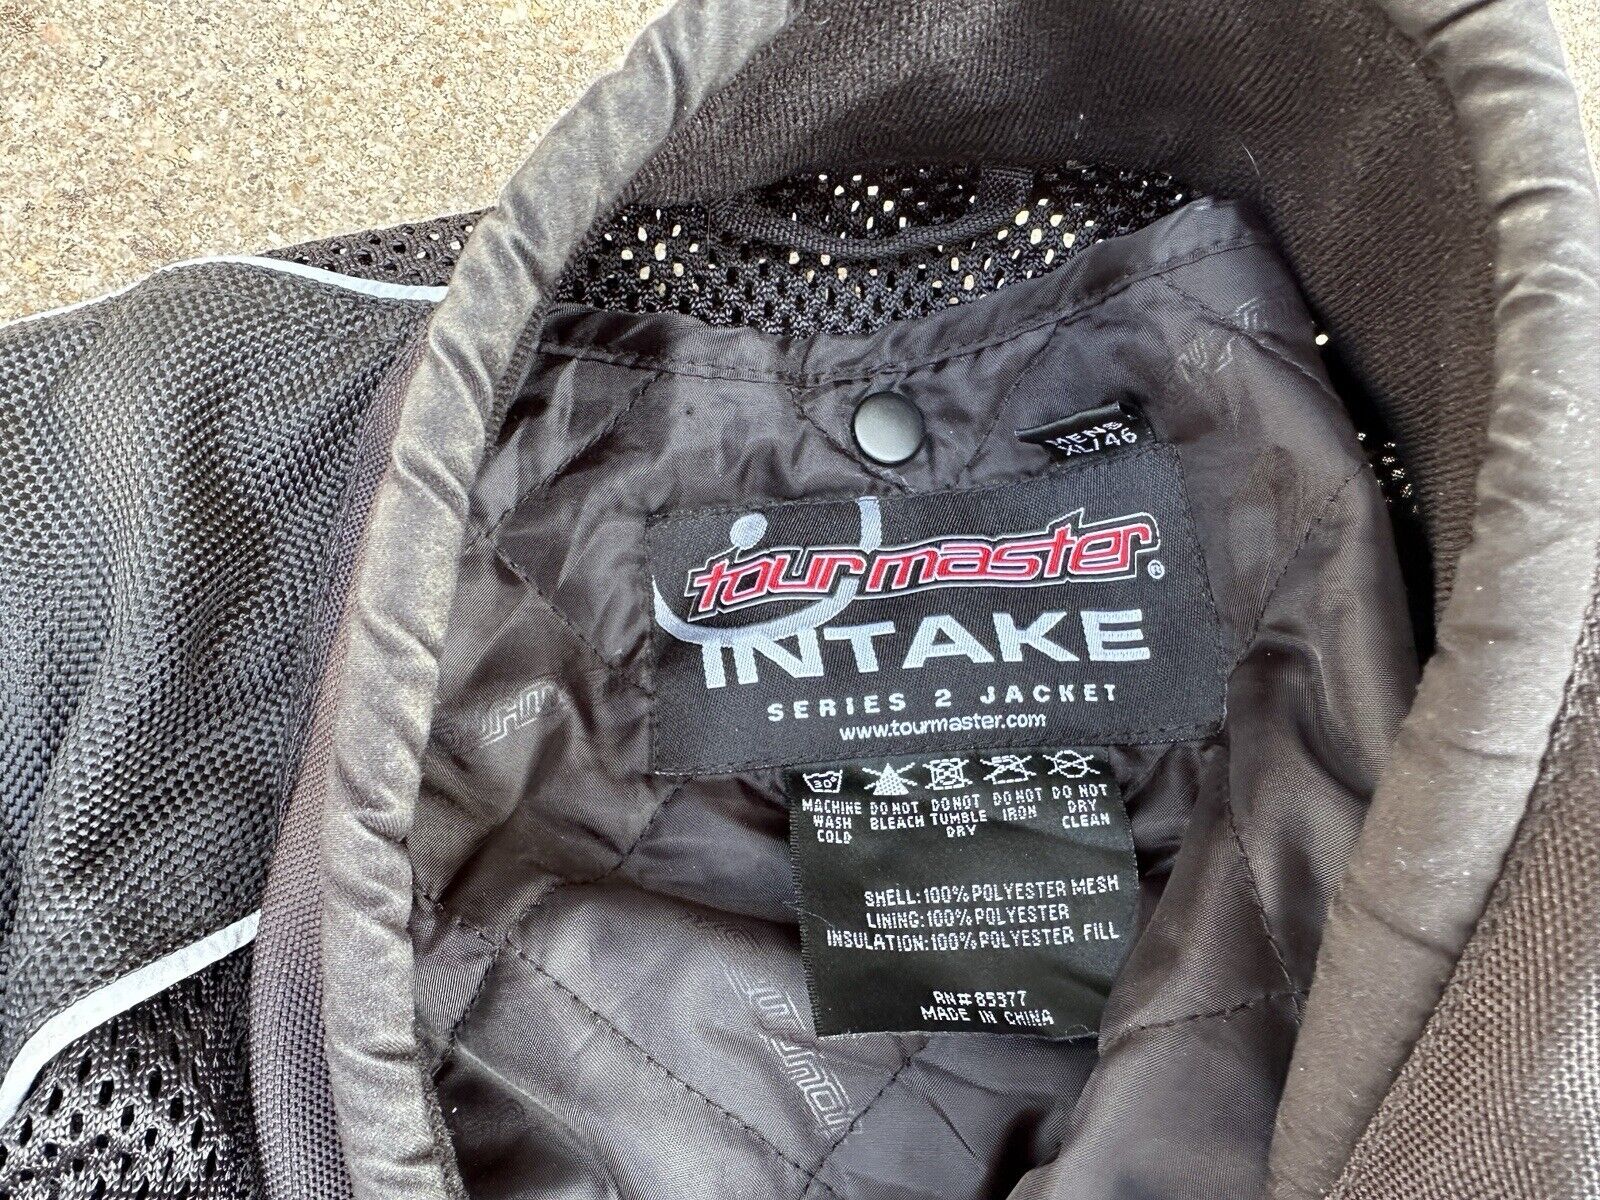 MENS
XL/46
tourmaster®
INTAKE
SERIES 2 JACKET
www.tourmaster.com
30°
MACHINE WASH COLD
DO NOT BLEACH
DO NOT TUMBLE DRY
DO NOT IRON
DO NOT DRY CLEAN
SHELL:100% POLYESTER MESH
LINING:100% POLYESTER
INSULATION:100% POLYESTER FILL
RN#85377
MADE IN CHINA